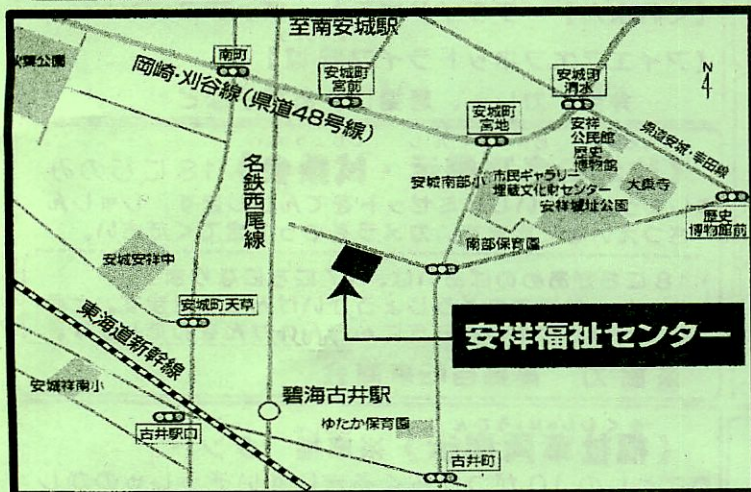 至南安城駅
南町
岡崎・刈谷線(県道48号線)
安城町
宮前
安城町
清水
安城町
宮地
N
安祥
公民館
歴史
博物館
県道安城・幸田線
安城南部小
市民ギャラリー
埋蔵文化財センター
安祥城址公園
大乗寺
歴史
博物館前
名鉄西尾線
南部保育園
安城安祥中
安城町天草
東海道新幹線
安祥福祉センター
安城祥南小
碧海古井駅
ゆたか保育園
古井駅口
古井町